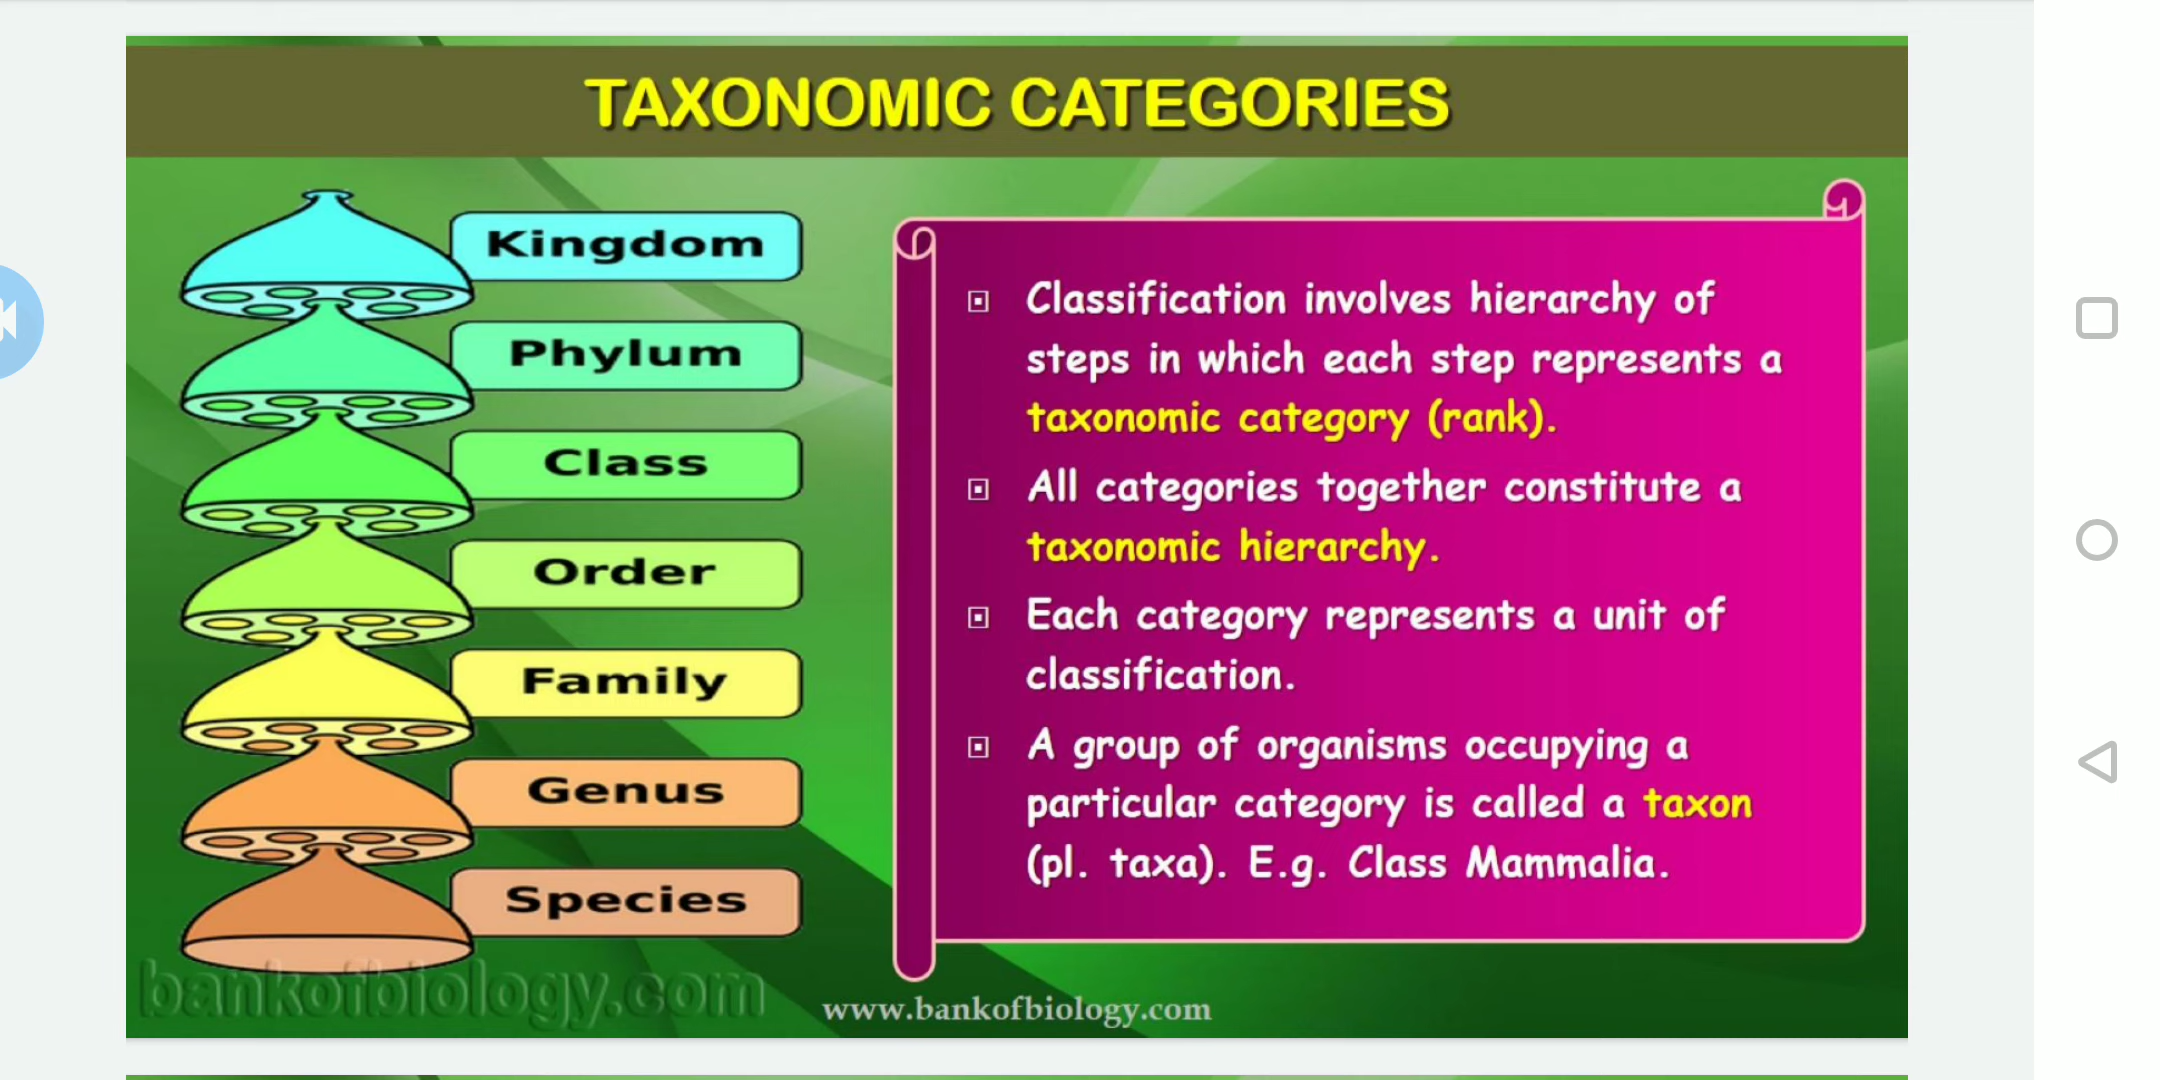 TAXONOMIC CATEGORIES
Kingdom
Phylum
Class
Order
Family
Genus
Species
Classification involves hierarchy of
steps in which each step represents a
taxonomic category (rank).
All categories together constitute a
taxonomic hierarchy.
Each category represents a unit of
classification.
A group of organisms occupying a
particular category is called a taxon
(pl. taxa). E.g. Class Mammalia.
bankofbiology.com
www.bankofbiology.com